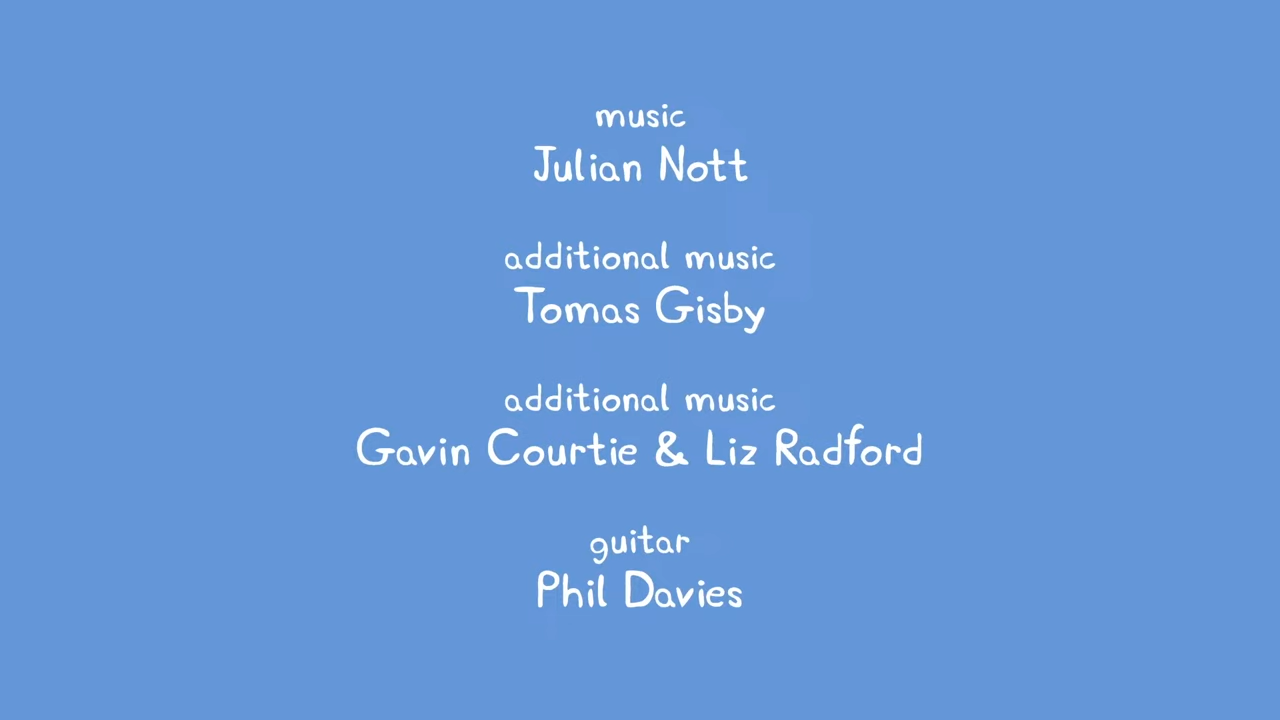 music
Julian Nott
additional music
Tomas Gisby
additional music
Gavin Courtie & Liz Radford
guitar
Phil Davies